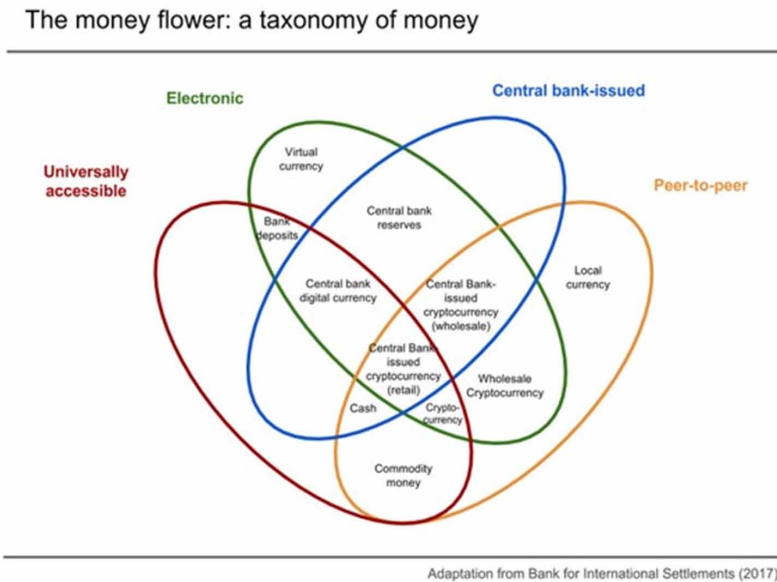 The money flower: a taxonomy of money
Electronic
Central bank-issued
Universally
accessible
Peer-to-peer
Virtual
currency
Bank
deposits
Central bank
reserves
Central bank
digital currency
Central Bank-
issued
cryptocurrency
(wholesale)
Local
currency
Central Bank
issued
cryptocurrency
(retail)
Wholesale
Cryptocurrency
Cash
Crypto-
currency
Commodity
money
Adaptation from Bank for International Settlements (2017)